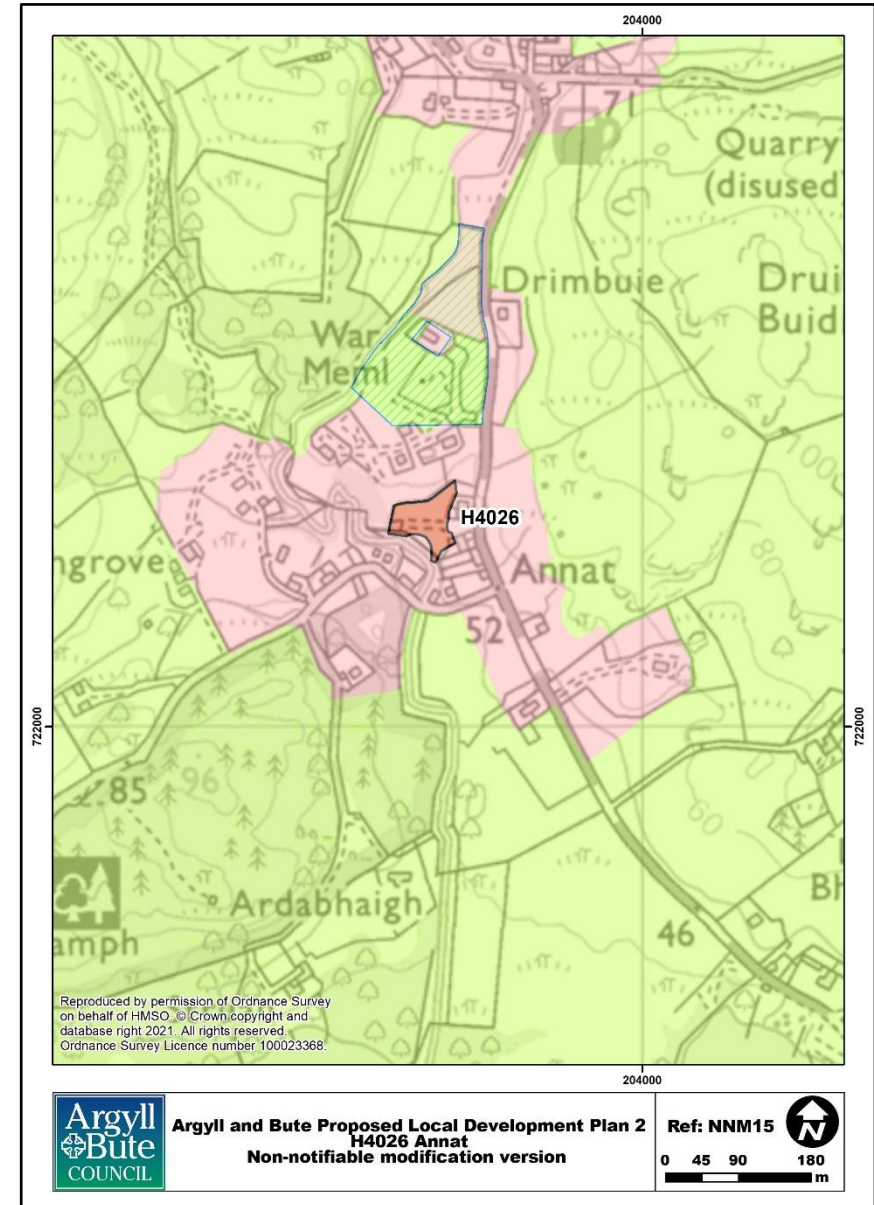 204000
71
Quarry
(disused
Drimbuie
Drui
Buid
War
Meml
100
80
H4026
ngrove
Annat
52
722000
722000
85
96
60
Ardabhaigh
Bh
46
amph
Reproduced by permission of Ordnance Survey
on behalf of HMSO. © Crown copyright and
database right 2021. All rights reserved.
Ordnance Survey Licence number 100023368.
204000
Argyll
&Bute
COUNCIL
Argyll and Bute Proposed Local Development Plan 2
H4026 Annat
Non-notifiable modification version
Ref: NNM15
N
0 45 90 180
m